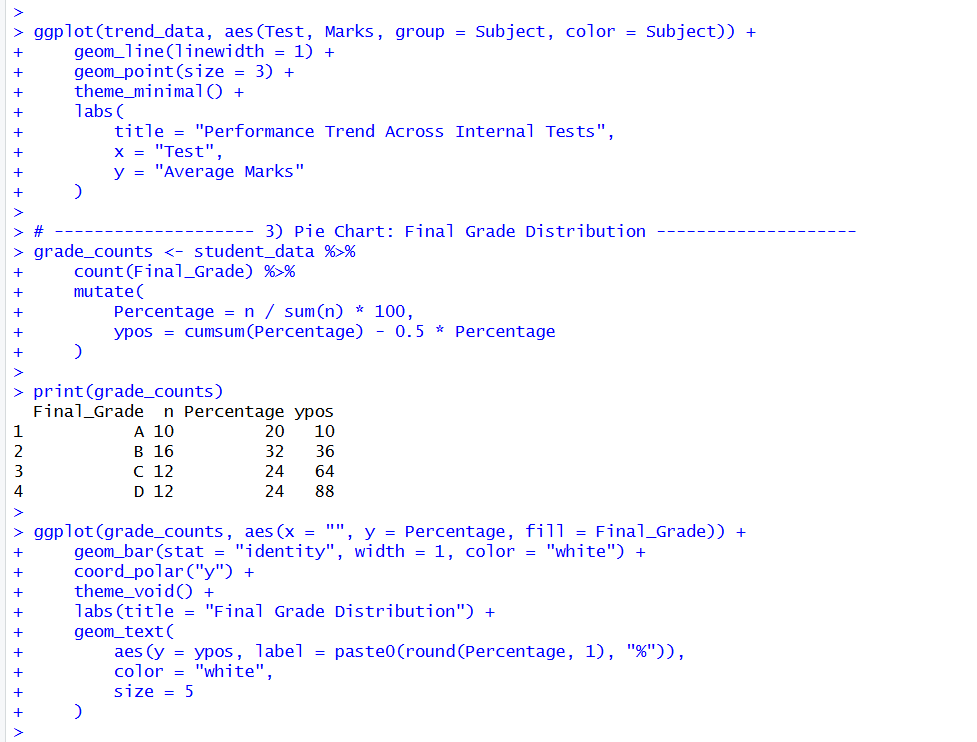 >
> ggplot(trend_data, aes(Test, Marks, group = Subject, color = Subject)) +
+     geom_line(linewidth = 1) +
+     geom_point(size = 3) +
+     theme_minimal() +
+     labs(
+         title = "Performance Trend Across Internal Tests",
+         x = "Test",
+         y = "Average Marks"
+     )
>
> # -------------------- 3) Pie Chart: Final Grade Distribution --------------------
> grade_counts <- student_data %>%
+     count(Final_Grade) %>%
+     mutate(
+         Percentage = n / sum(n) * 100,
+         ypos = cumsum(Percentage) - 0.5 * Percentage
+     )
>
> print(grade_counts)
  Final_Grade  n Percentage ypos
1           A 10         20   10
2           B 16         32   36
3           C 12         24   64
4           D 12         24   88
>
> ggplot(grade_counts, aes(x = "", y = Percentage, fill = Final_Grade)) +
+     geom_bar(stat = "identity", width = 1, color = "white") +
+     coord_polar("y") +
+     theme_void() +
+     labs(title = "Final Grade Distribution") +
+     geom_text(
+         aes(y = ypos, label = paste0(round(Percentage, 1), "%")),
+         color = "white",
+         size = 5
+     )
>